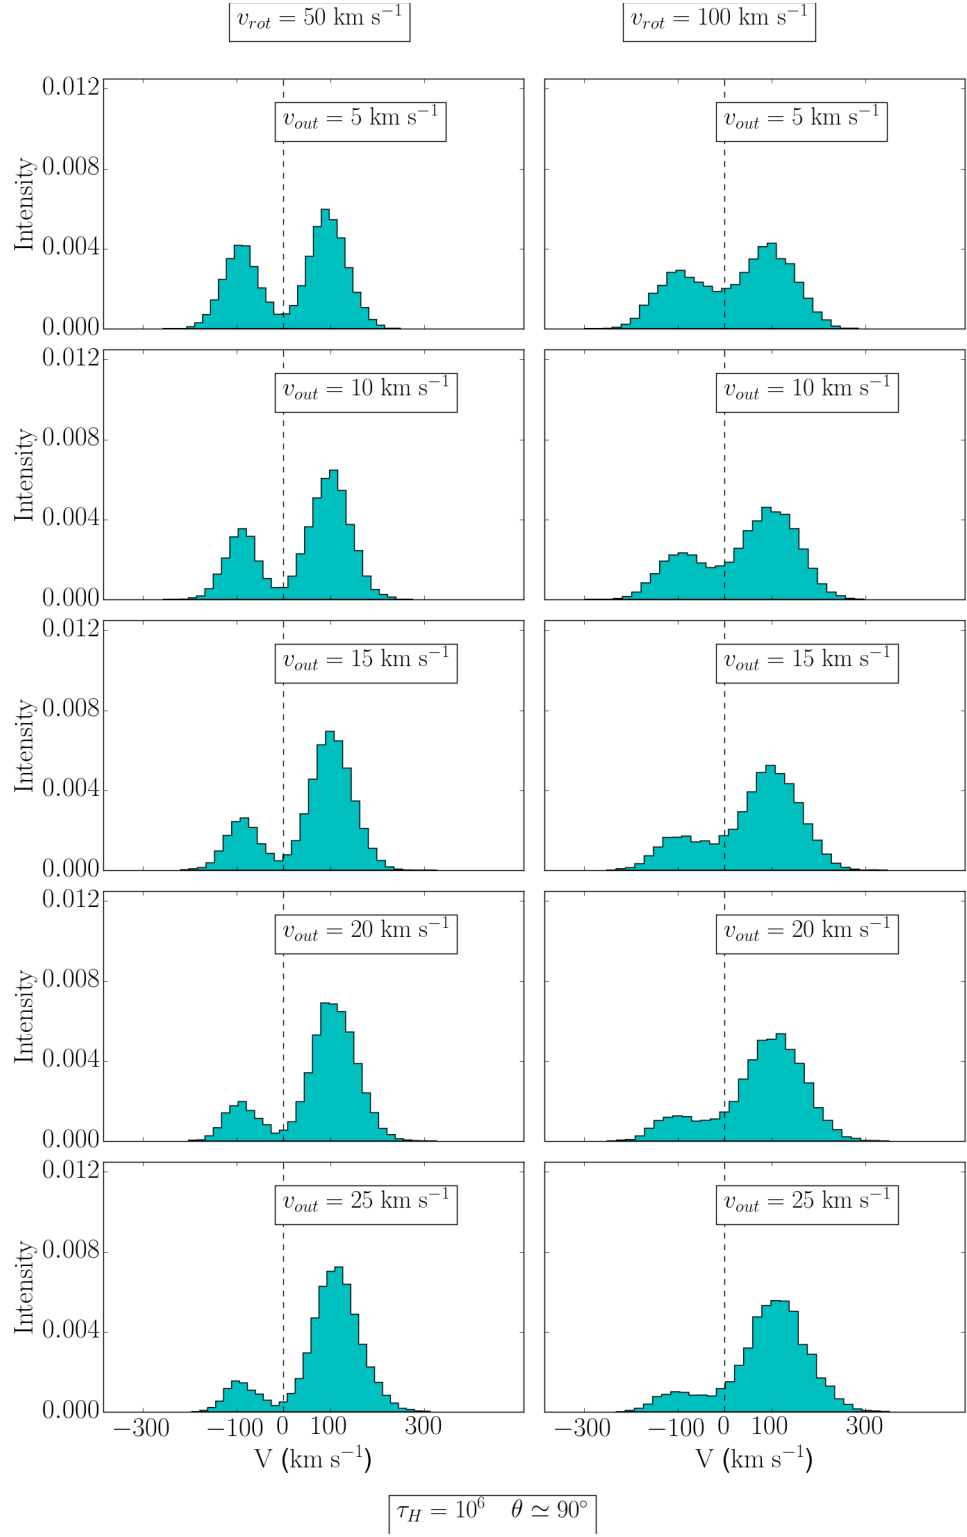 v_rot = 50 km s⁻¹ v_rot = 100 km s⁻¹
0.012
v_out = 5 km s⁻¹ v_out = 5 km s⁻¹
0.008
Intensity
0.004
0.000
0.012
v_out = 10 km s⁻¹ v_out = 10 km s⁻¹
0.008
Intensity
0.004
0.000
0.012
v_out = 15 km s⁻¹ v_out = 15 km s⁻¹
0.008
Intensity
0.004
0.000
0.012
v_out = 20 km s⁻¹ v_out = 20 km s⁻¹
0.008
Intensity
0.004
0.000
0.012
v_out = 25 km s⁻¹ v_out = 25 km s⁻¹
0.008
Intensity
0.004
0.000
−300 −100 0 100 300 −300 −100 0 100 300
V (km s⁻¹) V (km s⁻¹)
τ_H = 10⁶ θ ≃ 90°